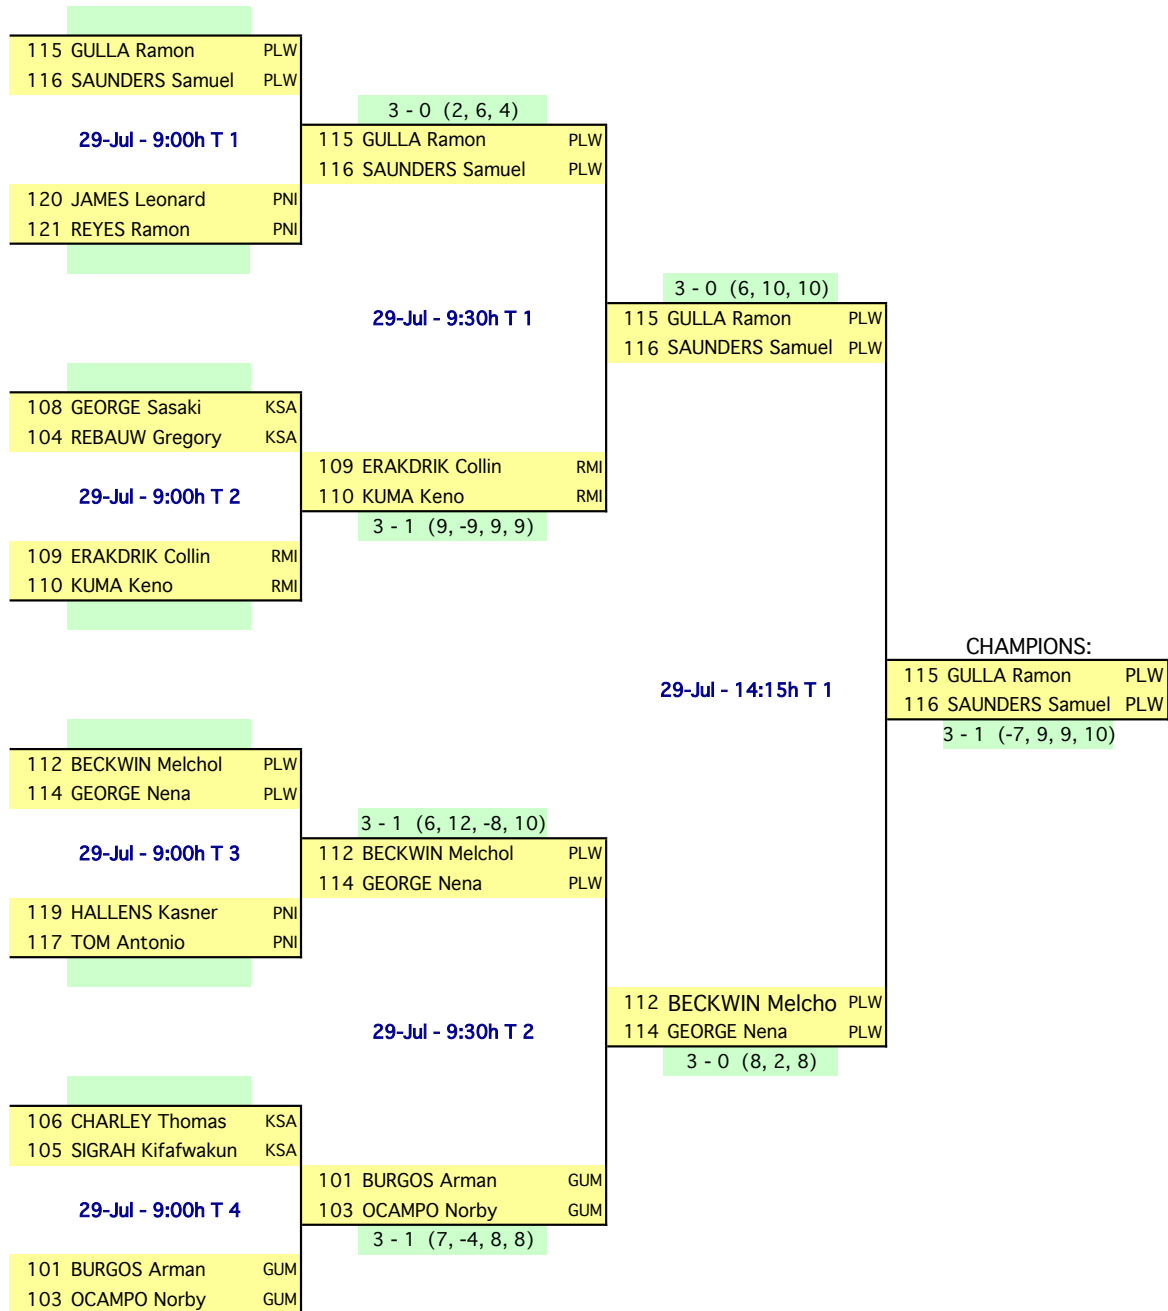 115 GULLA Ramon PLW
116 SAUNDERS Samuel PLW
29-Jul - 9:00h T 1
120 JAMES Leonard PNI
121 REYES Ramon PNI
108 GEORGE Sasaki KSA
104 REBAUW Gregory KSA
29-Jul - 9:00h T 2
109 ERAKDRIK Collin RMI
110 KUMA Keno RMI
112 BECKWIN Melchol PLW
114 GEORGE Nena PLW
29-Jul - 9:00h T 3
119 HALLENS Kasner PNI
117 TOM Antonio PNI
106 CHARLEY Thomas KSA
105 SIGRAH Kifafwakun KSA
29-Jul - 9:00h T 4
101 BURGOS Arman GUM
103 OCAMPO Norby GUM
3 - 0 (2, 6, 4)
115 GULLA Ramon PLW
116 SAUNDERS Samuel PLW
29-Jul - 9:30h T 1
109 ERAKDRIK Collin RMI
110 KUMA Keno RMI
3 - 1 (9, -9, 9, 9)
3 - 1 (6, 12, -8, 10)
112 BECKWIN Melchol PLW
114 GEORGE Nena PLW
29-Jul - 9:30h T 2
101 BURGOS Arman GUM
103 OCAMPO Norby GUM
3 - 1 (7, -4, 8, 8)
3 - 0 (6, 10, 10)
115 GULLA Ramon PLW
116 SAUNDERS Samuel PLW
29-Jul - 14:15h T 1
112 BECKWIN Melcho PLW
114 GEORGE Nena PLW
3 - 0 (8, 2, 8)
CHAMPIONS:
115 GULLA Ramon PLW
116 SAUNDERS Samuel PLW
3 - 1 (-7, 9, 9, 10)